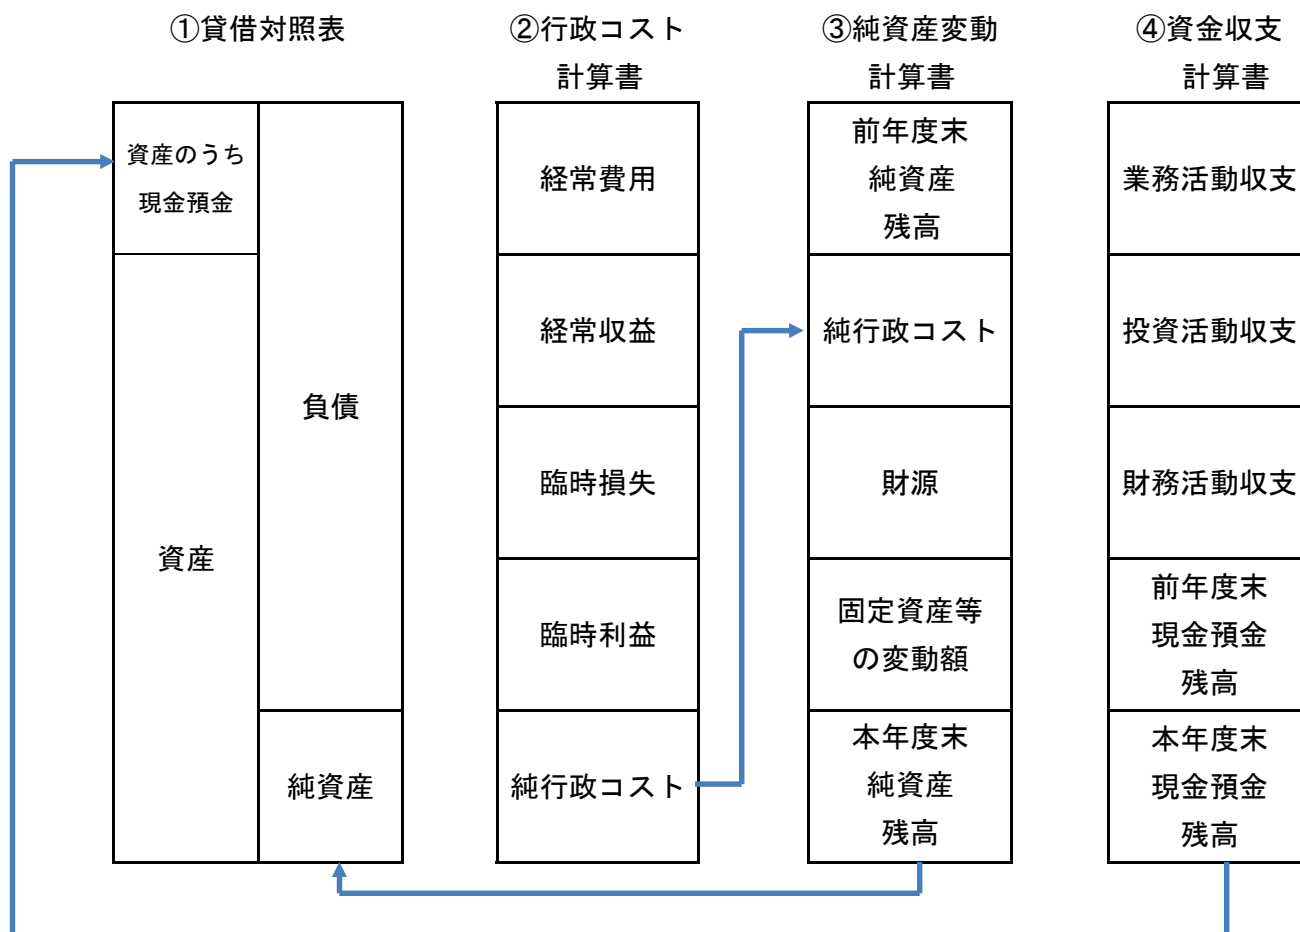 ①貸借対照表
資産のうち
現金預金
資産
負債
純資産
②行政コスト
計算書
経常費用
経常収益
臨時損失
臨時利益
純行政コスト
③純資産変動
計算書
前年度末
純資産
残高
純行政コスト
財源
固定資産等
の変動額
本年度末
純資産
残高
④資金収支
計算書
業務活動収支
投資活動収支
財務活動収支
前年度末
現金預金
残高
本年度末
現金預金
残高